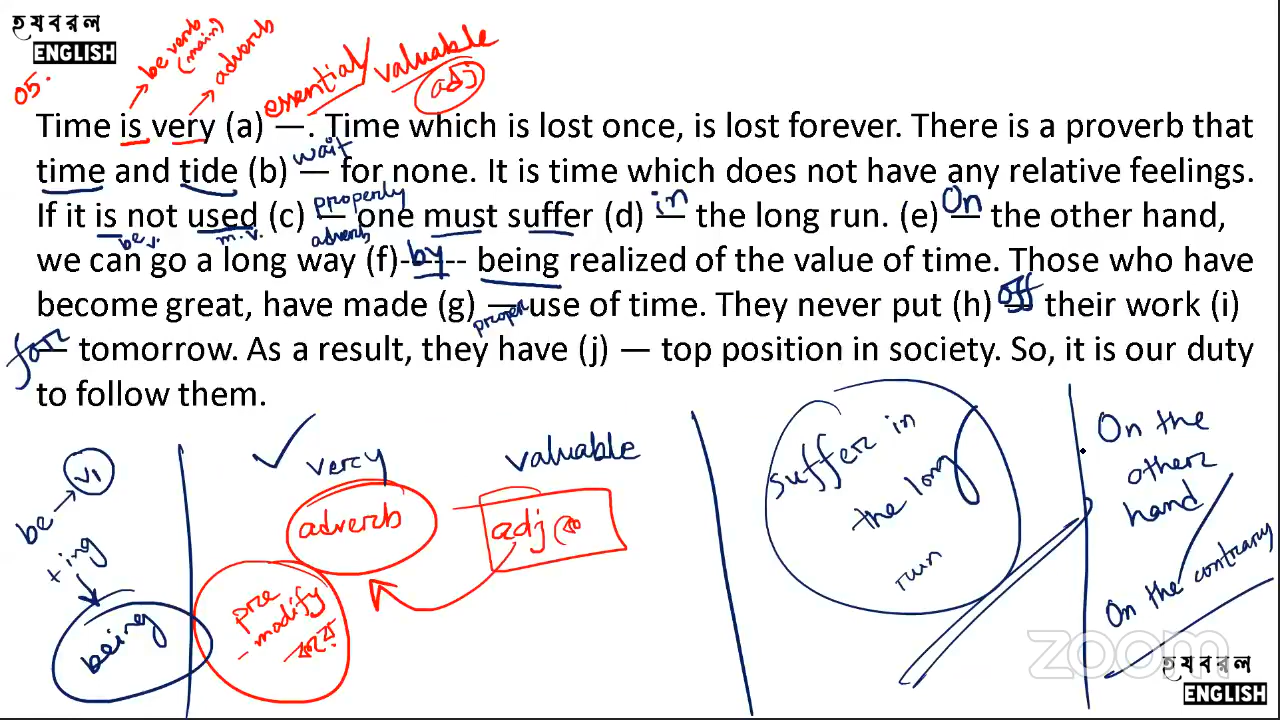 হ য ব র ল
ENGLISH
05.
be verb
(main)
adverb
essential/valuable
adj
Time is very (a) —. Time which is lost once, is lost forever. There is a proverb that
wait
time and tide (b) — for none. It is time which does not have any relative feelings.
properly
in
On
If it is not used (c) — one must suffer (d) — the long run. (e) — the other hand,
be v.
m.v.
adverb
by
we can go a long way (f)---- being realized of the value of time. Those who have
become great, have made (g) — use of time. They never put (h) — their work (i)
proper
off
for
— tomorrow. As a result, they have (j) — top position in society. So, it is our duty
to follow them.
be → v1
+ing
being
very
valuable
adverb
adj
pre
modify
করে
suffer in
the long
run
On the
other
hand
On the contrary
zoom
হ য ব র ল
ENGLISH